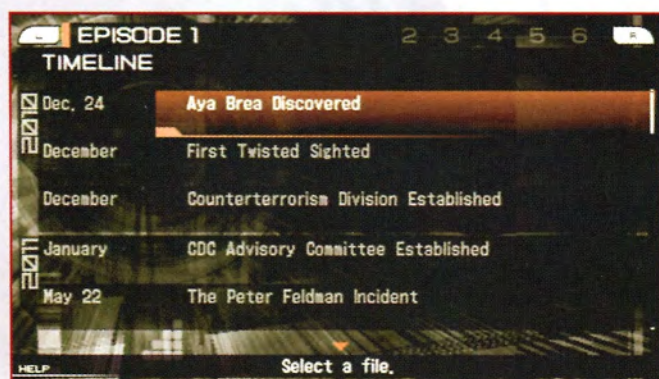 L EPISODE 1 2 3 4 5 6 R
TIMELINE
2010
Dec. 24 Aya Brea Discovered
December First Twisted Sighted
December Counterterrorism Division Established
2011
January CDC Advisory Committee Established
May 22 The Peter Feldman Incident
HELP Select a file.